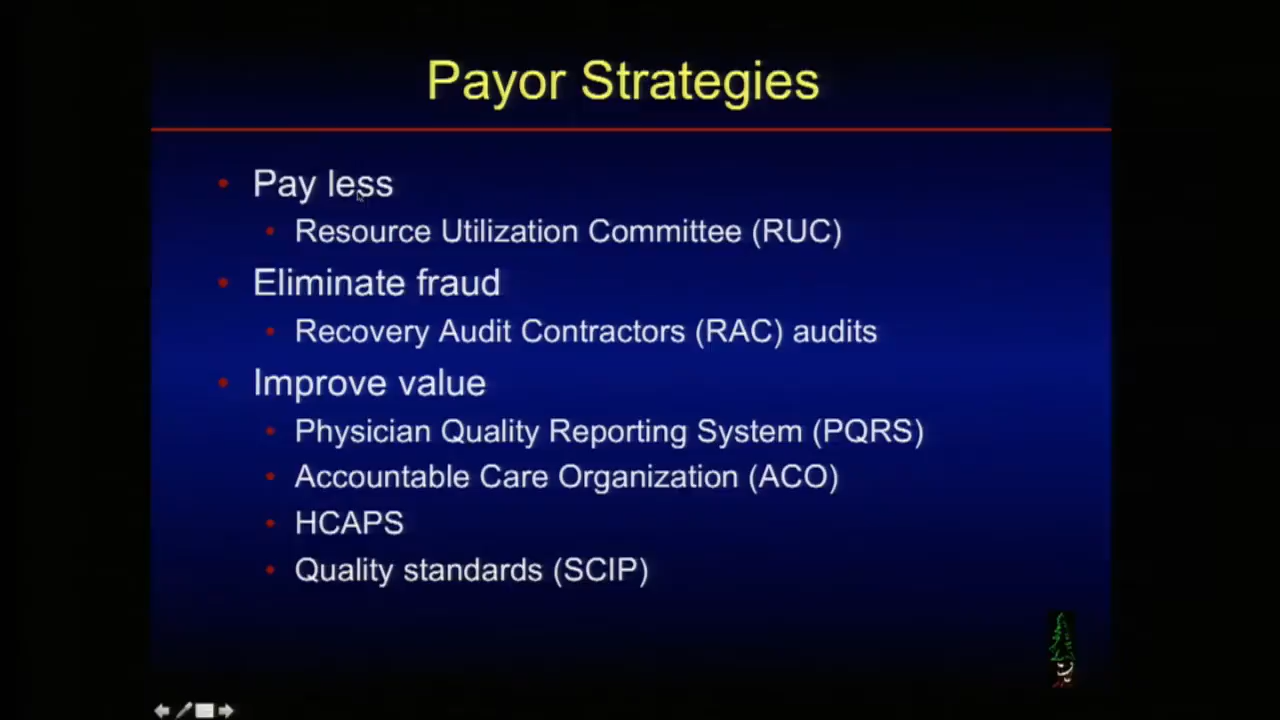 Payor Strategies
• Pay less
• Resource Utilization Committee (RUC)
• Eliminate fraud
• Recovery Audit Contractors (RAC) audits
• Improve value
• Physician Quality Reporting System (PQRS)
• Accountable Care Organization (ACO)
• HCAPS
• Quality standards (SCIP)